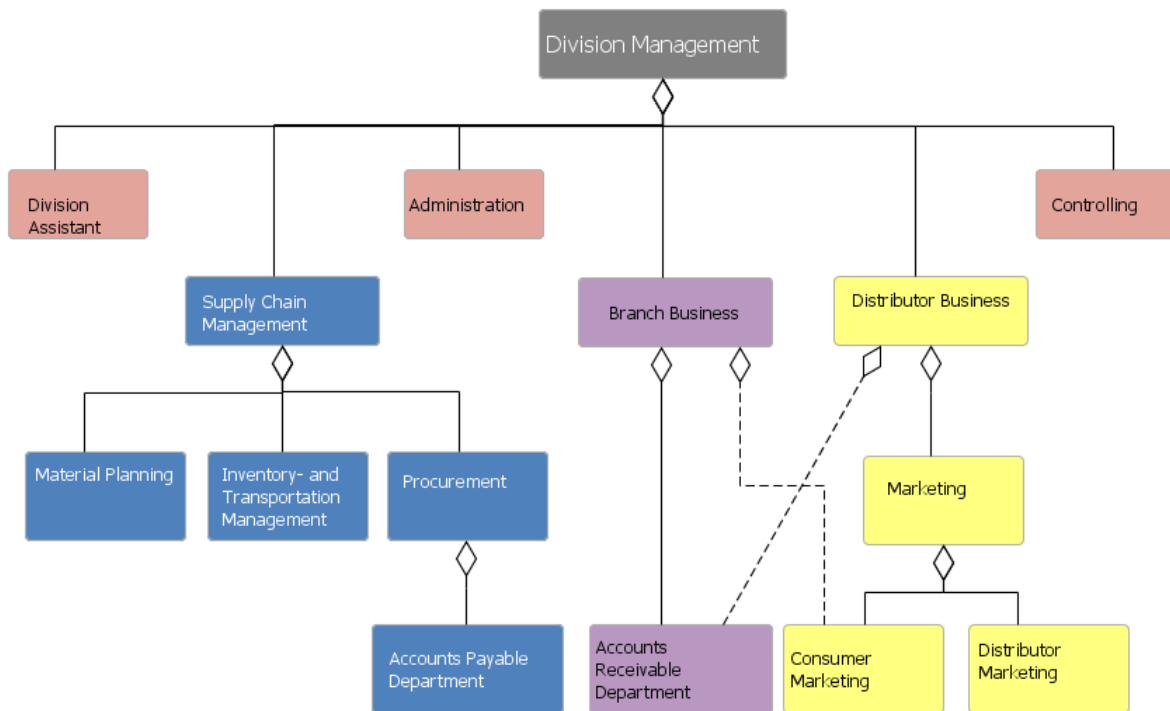 Division Management
Division
Assistant
Administration
Controlling
Supply Chain
Management
Branch Business
Distributor Business
Material Planning
Inventory- and
Transportation
Management
Procurement
Marketing
Accounts Payable
Department
Accounts
Receivable
Department
Consumer
Marketing
Distributor
Marketing